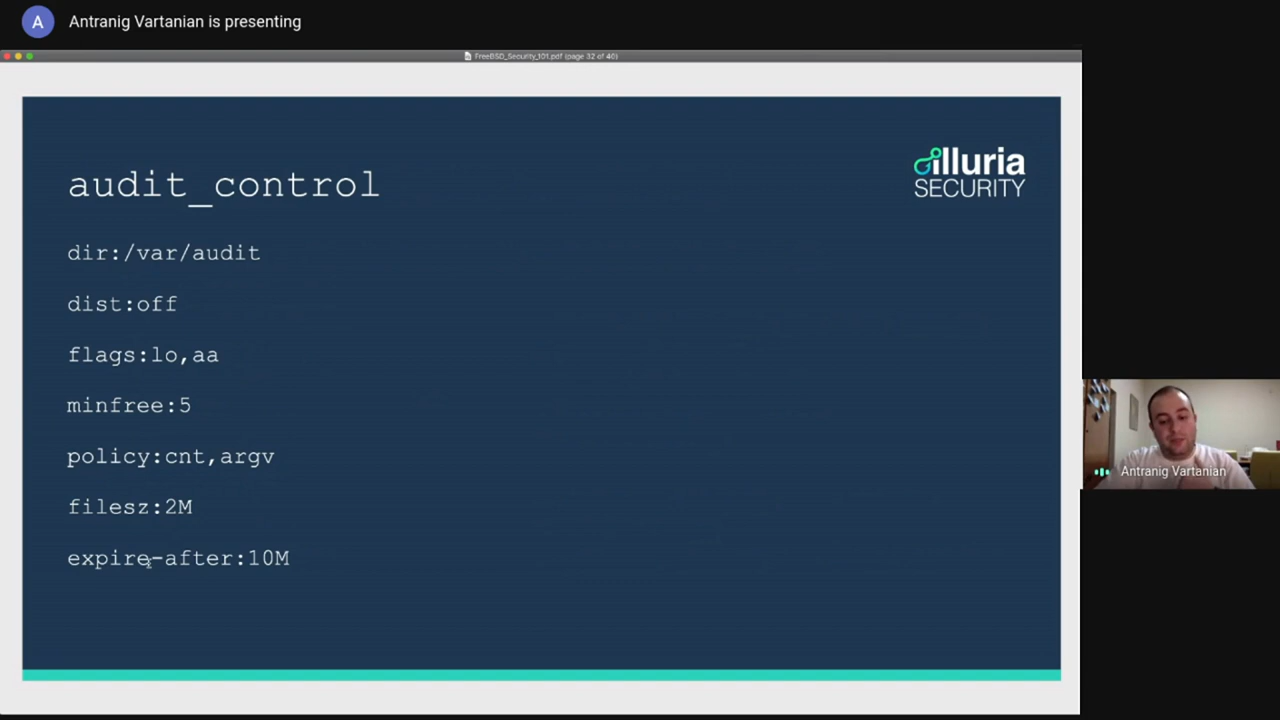 A
Antranig Vartanian is presenting
FreeBSD_Security_101.pdf (page 32 of 40)
illuria
SECURITY
audit_control
dir:/var/audit
dist:off
flags:lo,aa
minfree:5
policy:cnt,argv
filesz:2M
expire-after:10M
Antranig Vartanian